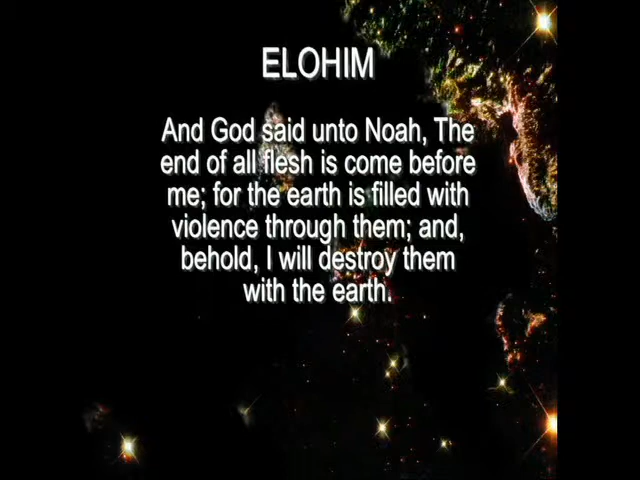 ELOHIM
And God said unto Noah, The
end of all flesh is come before
me; for the earth is filled with
violence through them; and,
behold, I will destroy them
with the earth.